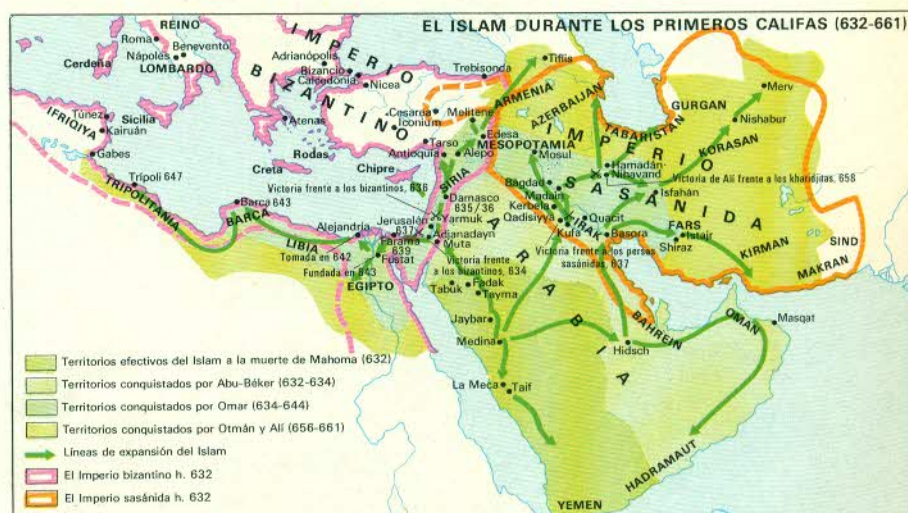 EL ISLAM DURANTE LOS PRIMEROS CALIFAS (632-661)
REINO
LOMBARDO
Roma
Benevento
Nápoles
Cerdeña
Sicilia
IMPERIO
BIZANTINO
Adrianópolis
Bizancio
Calcedonia
Nicea
Trebisonda
Tiflis
Atenas
Cesarea
Iconium
Melitene
ARMENIA
AZERBAIJAN
TABARISTÁN
GURGAN
Merv
Nishabur
KORASAN
Túnez
IFRIQIYA
Kairuán
Gabes
Creta
Rodas
Chipre
Tarso
Antioquía
Alepo
Edesa
MESOPOTAMIA
Mosul
IMPERIO
SASÁNIDA
Hamadán
Nihavand
Victoria de Alí frente a los kharidjitas, 658
Trípoli 647
TRIPOLITANIA
Barca 643
BARCA
LIBIA
Victoria frente a los bizantinos, 636
SIRIA
Damasco
635/36
Yarmuk
Jerusalén
637
Adjanadayn
Muta
Bagdad
Madain
Kerbela
Qadisiyya
Kufa
IRAK
Quacit
Basora
Isfahán
FARS
Istajr
Shiraz
KIRMAN
SIND
MAKRAN
Alejandría
Tomada en 642
Farama
639
Fustat
Fundada en 643
EGIPTO
Victoria frente
a los
bizantinos, 634
Victoria frente a los persas
sasánidas, 637
ARABIA
Tabuk
Fadak
Tayma
Jaybar
Medina
La Meca
Taif
BAHREIN
Hidsch
OMAN
Masqat
HADRAMAUT
YEMEN
Territorios efectivos del Islam a la muerte de Mahoma (632)
Territorios conquistados por Abu-Béker (632-634)
Territorios conquistados por Omar (634-644)
Territorios conquistados por Otmán y Alí (656-661)
Líneas de expansión del Islam
El Imperio bizantino h. 632
El Imperio sasánida h. 632